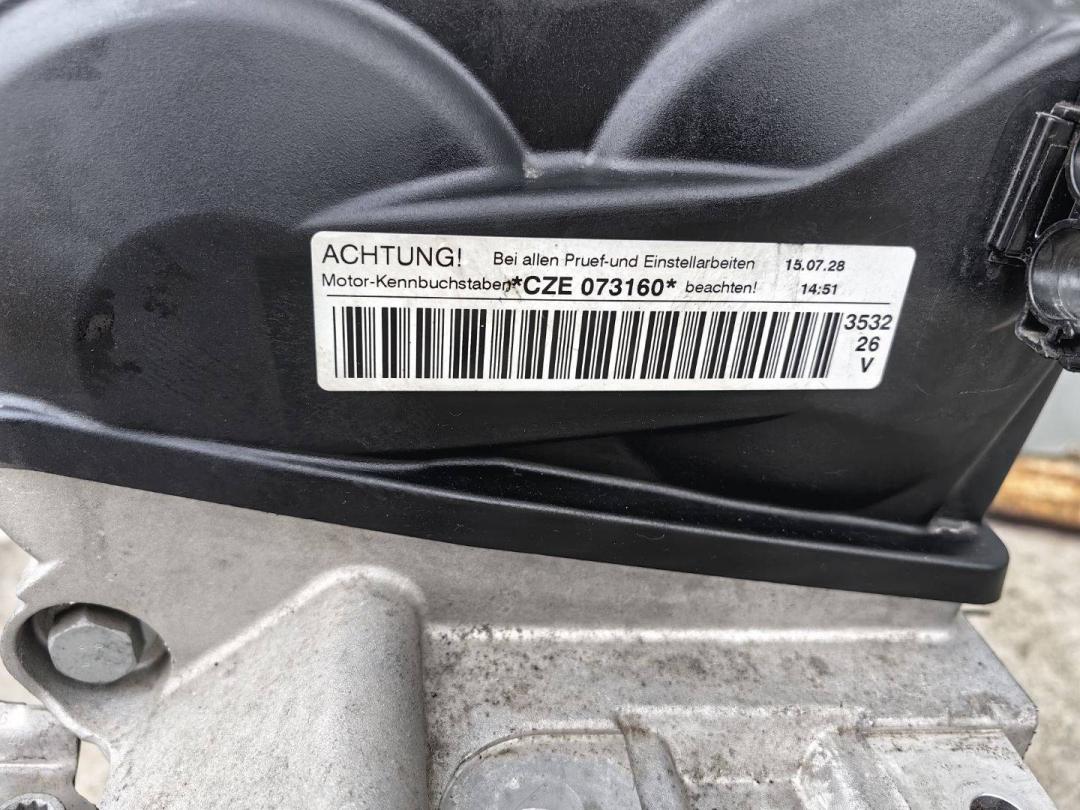 ACHTUNG! Bei allen Pruef-und Einstellarbeiten 15.07.28
Motor-Kennbuchstaben *CZE 073160* beachten! 14:51
3532
26
V